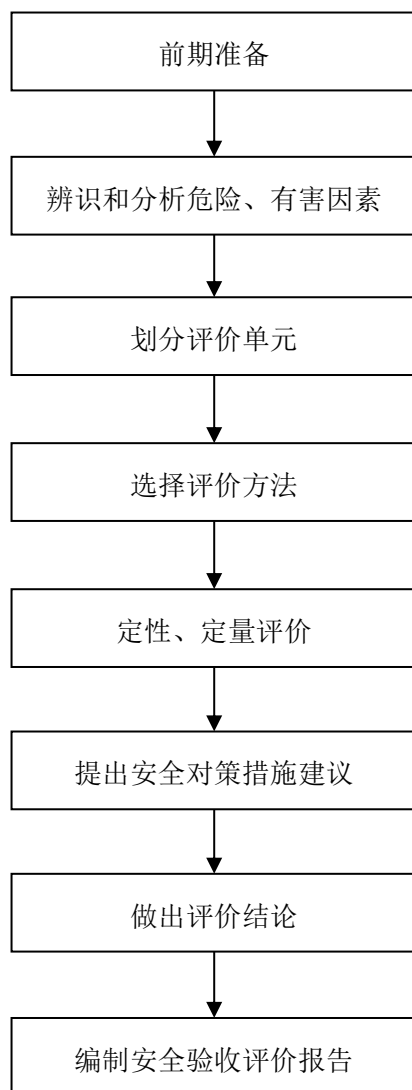 前期准备
辨识和分析危险、有害因素
划分评价单元
选择评价方法
定性、定量评价
提出安全对策措施建议
做出评价结论
编制安全验收评价报告